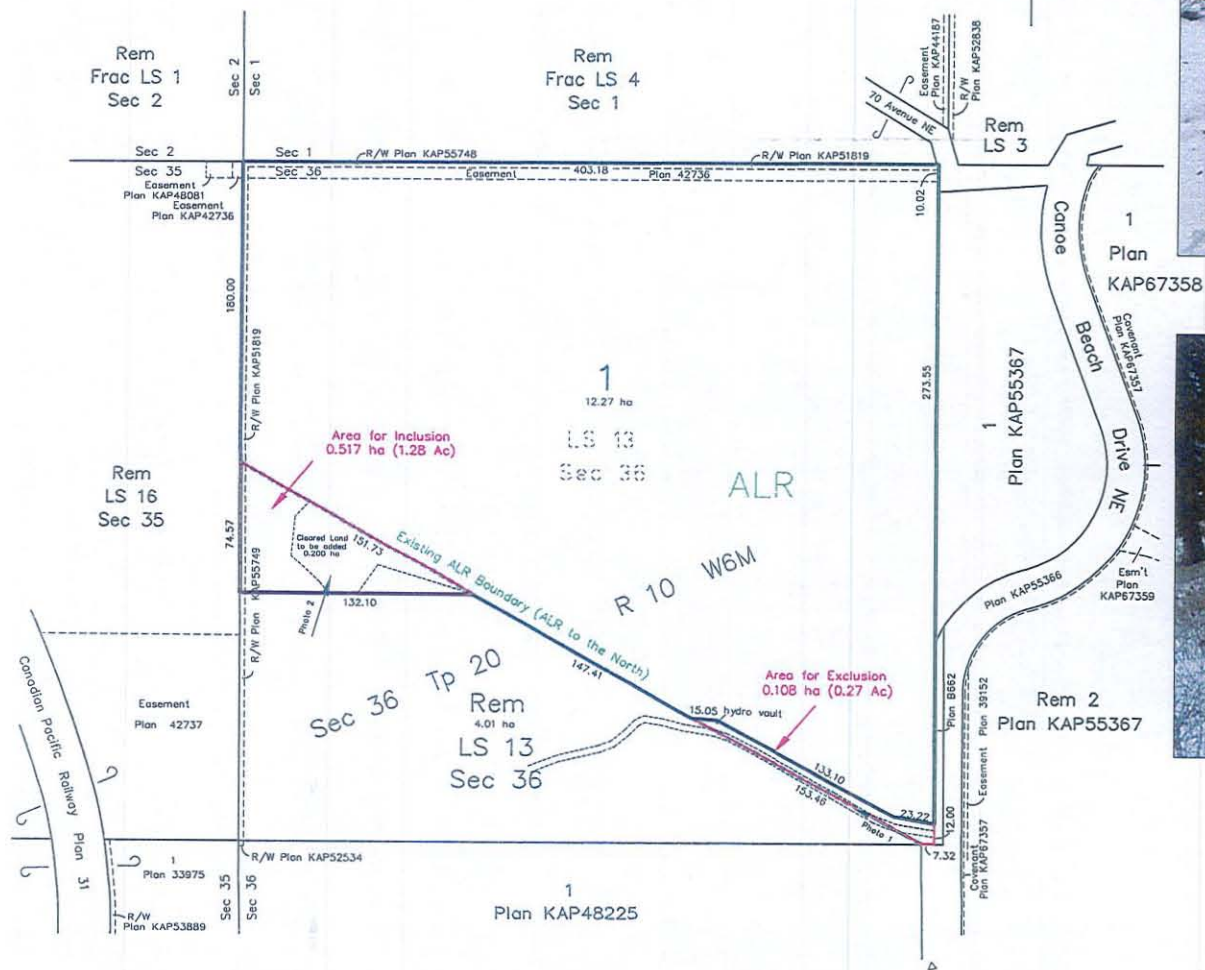 Rem
Frac LS 1
Sec 2
Sec 2
Sec 1
Rem
Frac LS 4
Sec 1
Easement
Plan KAP44187
R/W
Plan KAP52838
70 Avenue NE
Rem
LS 3
Sec 2
Sec 1
R/W Plan KAP55748
R/W Plan KAP51819
Sec 35
Sec 36
Easement
403.18
Plan 42736
Easement
Plan KAP48081
Easement
Plan KAP42736
10.02
Canoe
Beach
Drive NE
1
Plan
KAP67358
Covenant
Plan KAP67357
180.00
R/W Plan KAP51819
1
12.27 ha
LS 13
Sec 36
273.55
1
Plan KAP55367
Area for Inclusion
0.517 ha (1.28 Ac)
ALR
Rem
LS 16
Sec 35
74.57
Cleared Land
to be added
0.200 ha
151.73
Existing ALR Boundary (ALR to the North)
R 10 W6M
R/W Plan KAP55749
132.10
Photo 2
Plan KAP55366
Esm't
Plan
KAP67359
147.41
Sec 36 Tp 20
Rem
4.01 ha
LS 13
Sec 36
Area for Exclusion
0.108 ha (0.27 Ac)
15.05
hydro vault
Plan B662
Easement Plan 39152
Rem 2
Plan KAP55367
Easement
Plan 42737
Canadian Pacific Railway Plan 31
133.10
153.46
Photo 1
23.22
12.00
7.32
Covenant
Plan KAP67357
R/W Plan KAP52534
1
Plan 33975
Sec 35
Sec 36
R/W
Plan KAP53889
1
Plan KAP48225